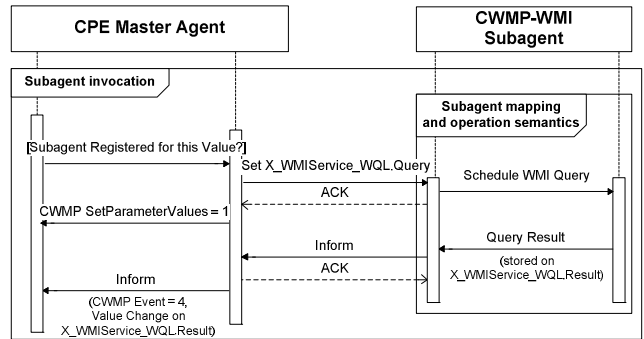 CPE Master Agent
CWMP-WMI
Subagent
Subagent invocation
Subagent mapping
and operation semantics
[Subagent Registered for this Value?]
Set X_WMIService_WQL.Query
Schedule WMI Query
ACK
CWMP SetParameterValues = 1
Inform
Query Result
(stored on
X_WMIService_WQL.Result)
ACK
Inform
(CWMP Event = 4,
Value Change on
X_WMIService_WQL.Result)